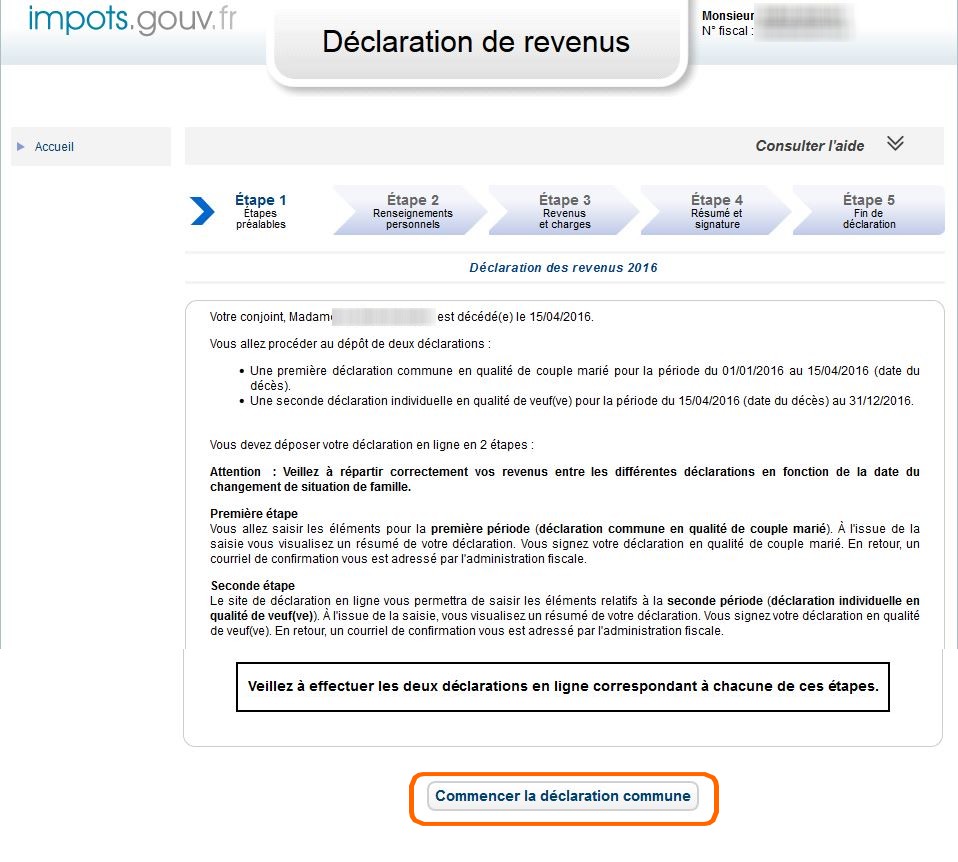 impots.gouv.fr
Déclaration de revenus
Monsieur
N° fiscal :
Accueil
Consulter l'aide
Étape 1
Étapes
préalables
Étape 2
Renseignements
personnels
Étape 3
Revenus
et charges
Étape 4
Résumé et
signature
Étape 5
Fin de
déclaration
Déclaration des revenus 2016
Votre conjoint, Madame est décédé(e) le 15/04/2016.
Vous allez procéder au dépôt de deux déclarations :
• Une première déclaration commune en qualité de couple marié pour la période du 01/01/2016 au 15/04/2016 (date du
décès).
• Une seconde déclaration individuelle en qualité de veuf(ve) pour la période du 15/04/2016 (date du décès) au 31/12/2016.
Vous devez déposer votre déclaration en ligne en 2 étapes :
Attention : Veillez à répartir correctement vos revenus entre les différentes déclarations en fonction de la date du
changement de situation de famille.
Première étape
Vous allez saisir les éléments pour la première période (déclaration commune en qualité de couple marié). À l'issue de la
saisie vous visualisez un résumé de votre déclaration. Vous signez votre déclaration en qualité de couple marié. En retour, un
courriel de confirmation vous est adressé par l'administration fiscale.
Seconde étape
Le site de déclaration en ligne vous permettra de saisir les éléments relatifs à la seconde période (déclaration individuelle en
qualité de veuf(ve)). À l'issue de la saisie, vous visualisez un résumé de votre déclaration. Vous signez votre déclaration en qualité
de veuf(ve). En retour, un courriel de confirmation vous est adressé par l'administration fiscale.
Veillez à effectuer les deux déclarations en ligne correspondant à chacune de ces étapes.
Commencer la déclaration commune